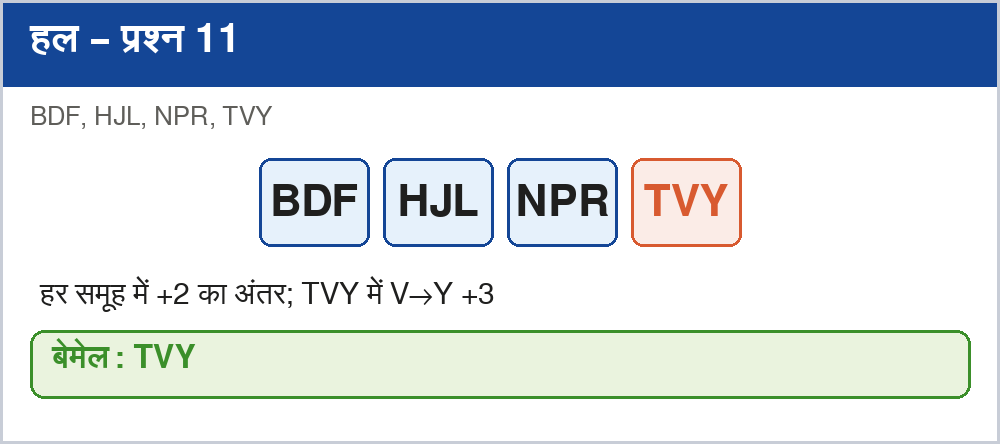 हल – प्रश्न 11
BDF, HJL, NPR, TVY
BDF HJL NPR TVY
हर समूह में +2 का अंतर; TVY में V→Y +3
बेमेल : TVY